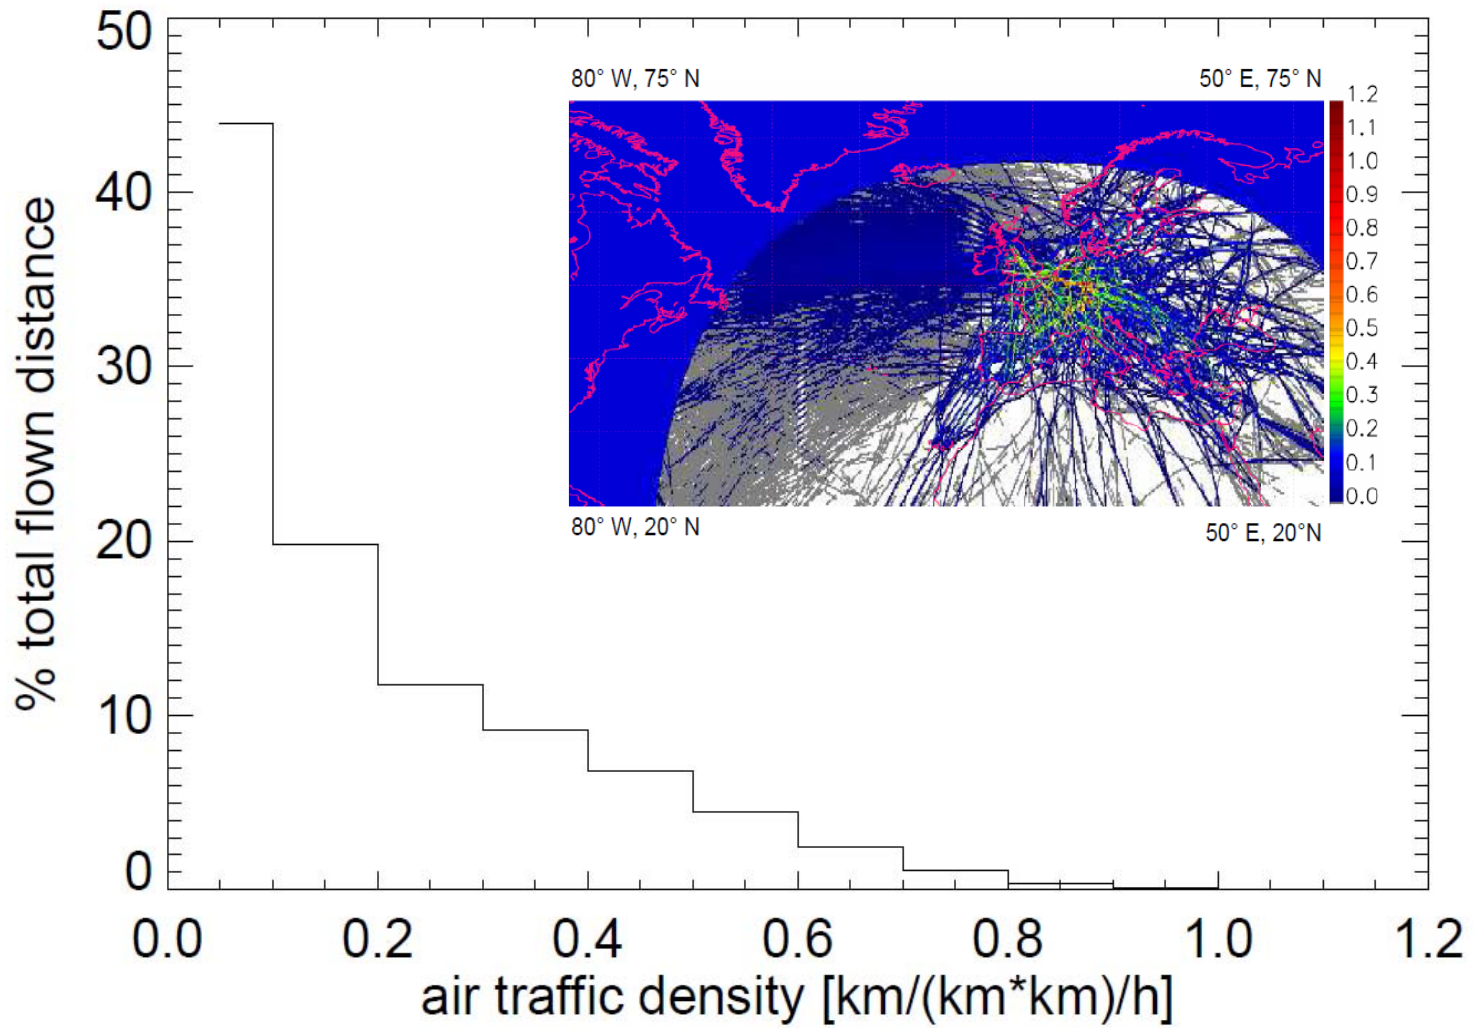 50
40
30
20
10
0
% total flown distance
80° W, 75° N
50° E, 75° N
1.2
1.1
1.0
0.9
0.8
0.7
0.6
0.5
0.4
0.3
0.2
0.1
0.0
80° W, 20° N
50° E, 20°N
0.0 0.2 0.4 0.6 0.8 1.0 1.2
air traffic density [km/(km*km)/h]